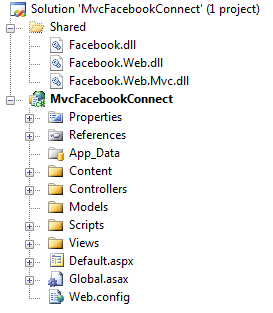 Solution 'MvcFacebookConnect' (1 project)
Shared
Facebook.dll
Facebook.Web.dll
Facebook.Web.Mvc.dll
MvcFacebookConnect
Properties
References
App_Data
Content
Controllers
Models
Scripts
Views
Default.aspx
Global.asax
Web.config